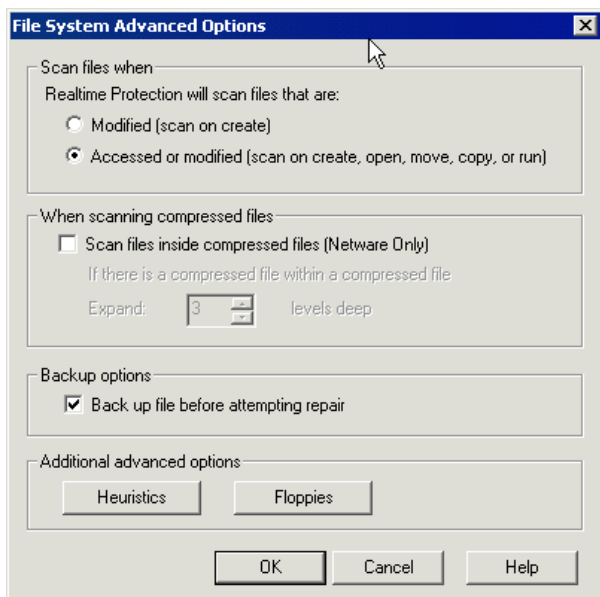 File System Advanced Options
Scan files when
Realtime Protection will scan files that are:
Modified (scan on create)
Accessed or modified (scan on create, open, move, copy, or run)
When scanning compressed files
Scan files inside compressed files (Netware Only)
If there is a compressed file within a compressed file
Expand: 3 levels deep
Backup options
Back up file before attempting repair
Additional advanced options
Heuristics Floppies
OK Cancel Help